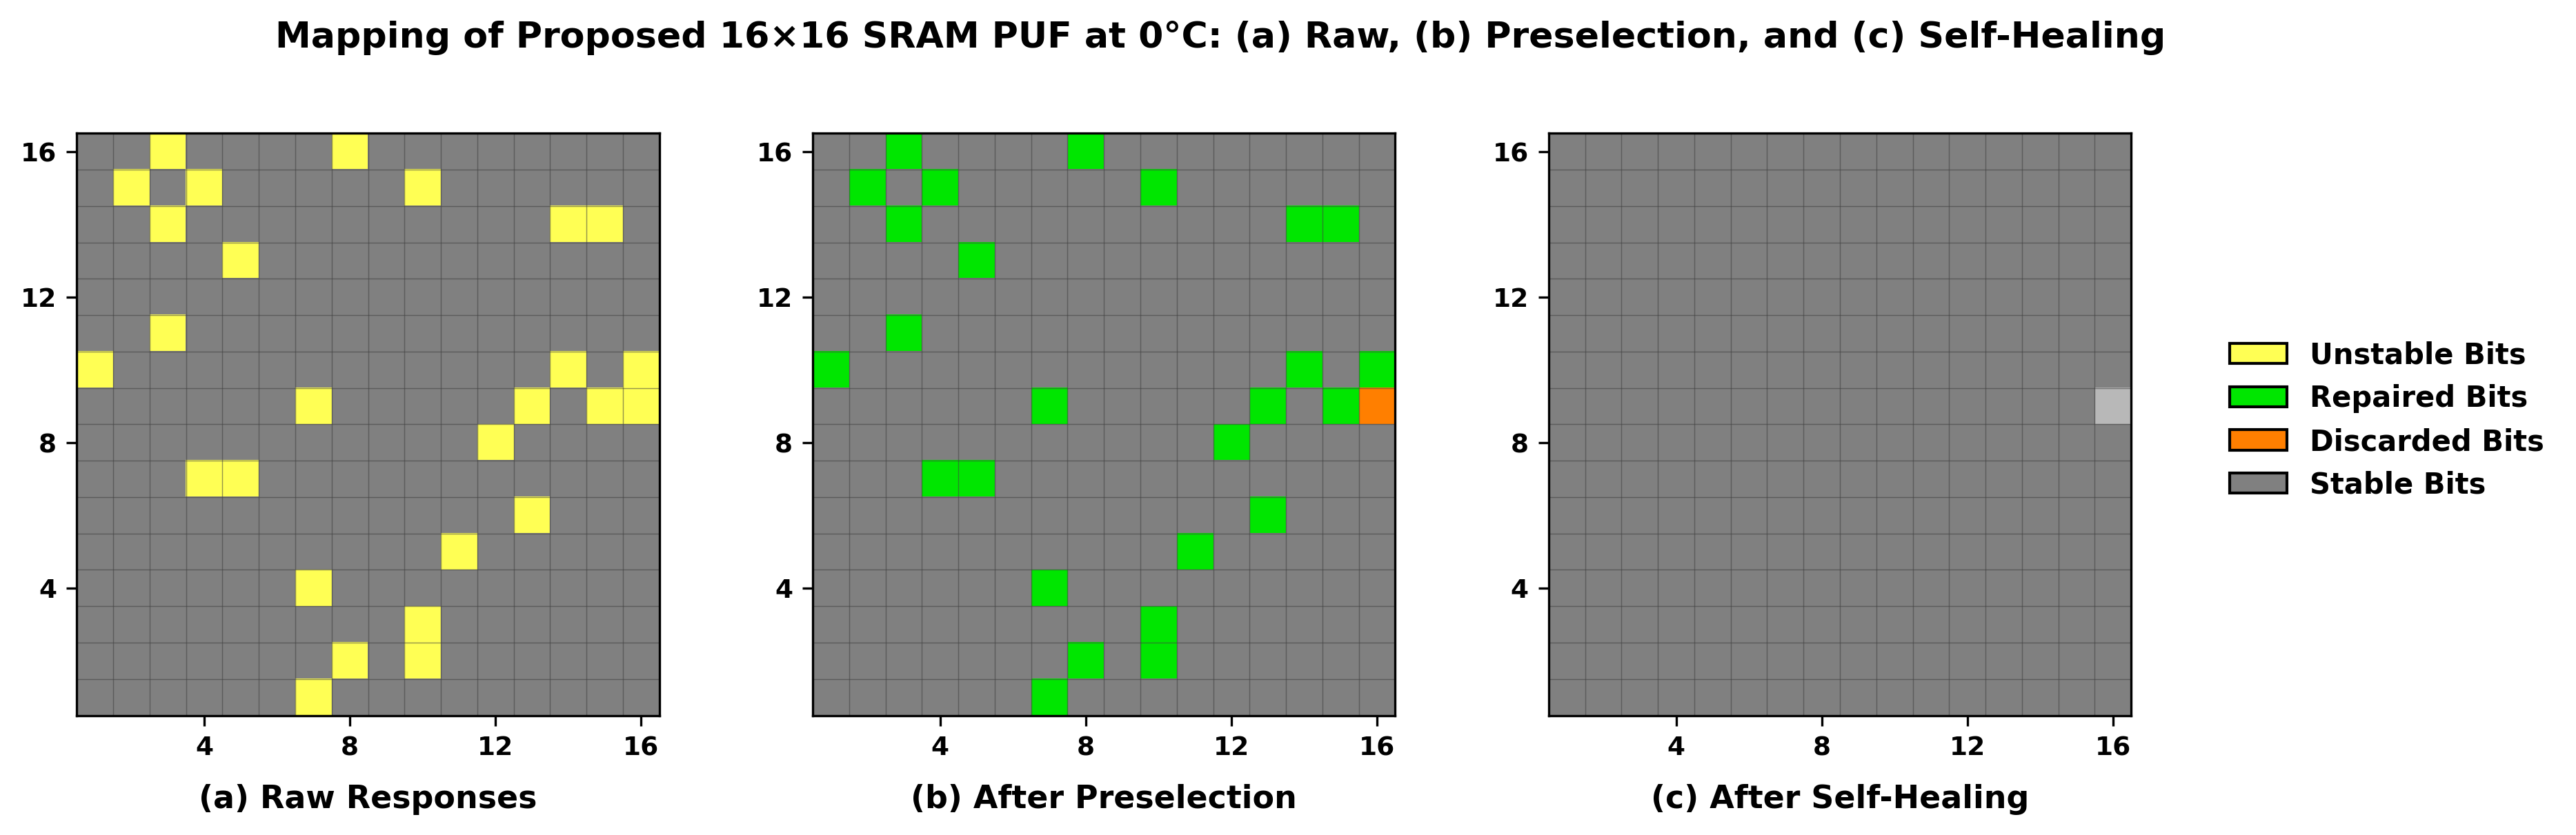 Mapping of Proposed 16×16 SRAM PUF at 0°C: (a) Raw, (b) Preselection, and (c) Self-Healing
16
12
8
4
4 8 12 16
(a) Raw Responses
16
12
8
4
4 8 12 16
(b) After Preselection
16
12
8
4
4 8 12 16
(c) After Self-Healing
Unstable Bits
Repaired Bits
Discarded Bits
Stable Bits